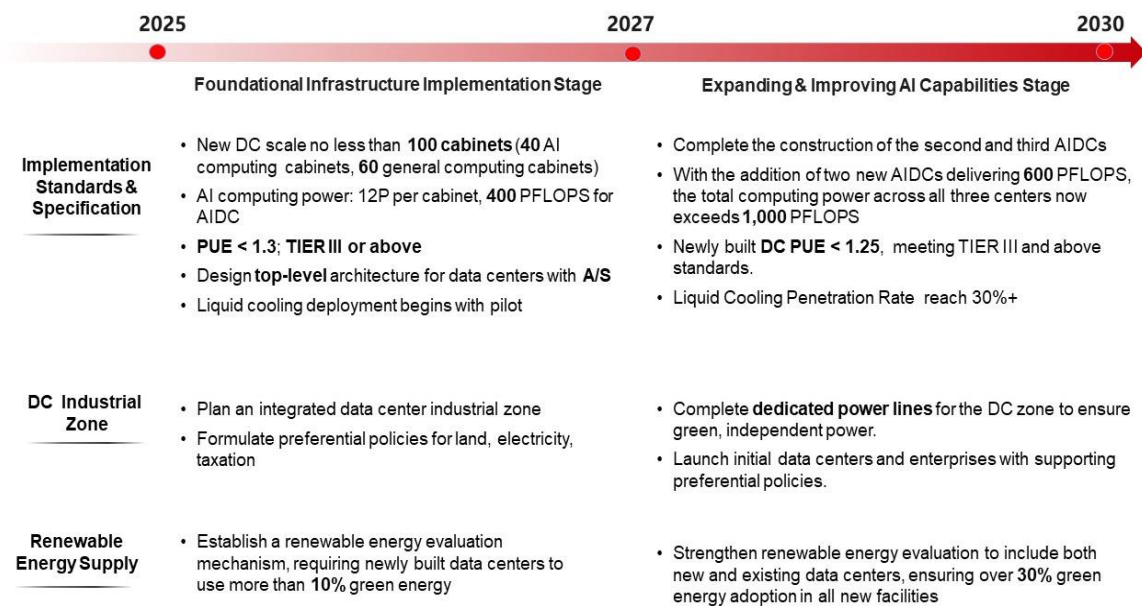 2025
2027
2030
Foundational Infrastructure Implementation Stage
Expanding & Improving AI Capabilities Stage
Implementation
Standards &
Specification
• New DC scale no less than 100 cabinets (40 AI
computing cabinets, 60 general computing cabinets)
• AI computing power: 12P per cabinet, 400 PFLOPS for
AIDC
• PUE < 1.3; TIER III or above
• Design top-level architecture for data centers with A/S
• Liquid cooling deployment begins with pilot
• Complete the construction of the second and third AIDCs
• With the addition of two new AIDCs delivering 600 PFLOPS,
the total computing power across all three centers now
exceeds 1,000 PFLOPS
• Newly built DC PUE < 1.25, meeting TIER III and above
standards.
• Liquid Cooling Penetration Rate reach 30%+
DC Industrial
Zone
• Plan an integrated data center industrial zone
• Formulate preferential policies for land, electricity,
taxation
• Complete dedicated power lines for the DC zone to ensure
green, independent power.
• Launch initial data centers and enterprises with supporting
preferential policies.
Renewable
Energy Supply
• Establish a renewable energy evaluation
mechanism, requiring newly built data centers to
use more than 10% green energy
• Strengthen renewable energy evaluation to include both
new and existing data centers, ensuring over 30% green
energy adoption in all new facilities